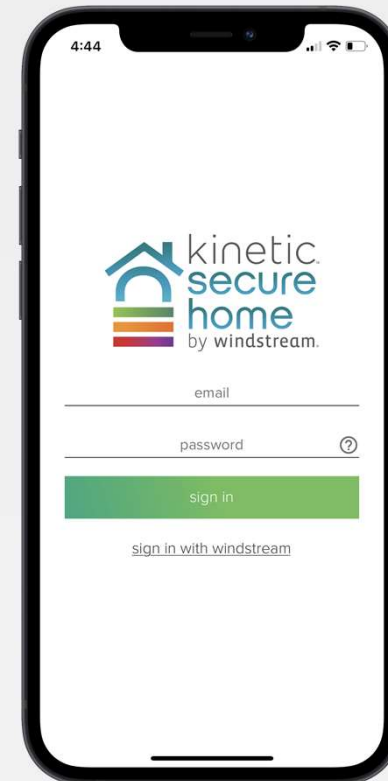 4:44
kinetic
secure
home
by windstream.
email
password
?
sign in
sign in with windstream